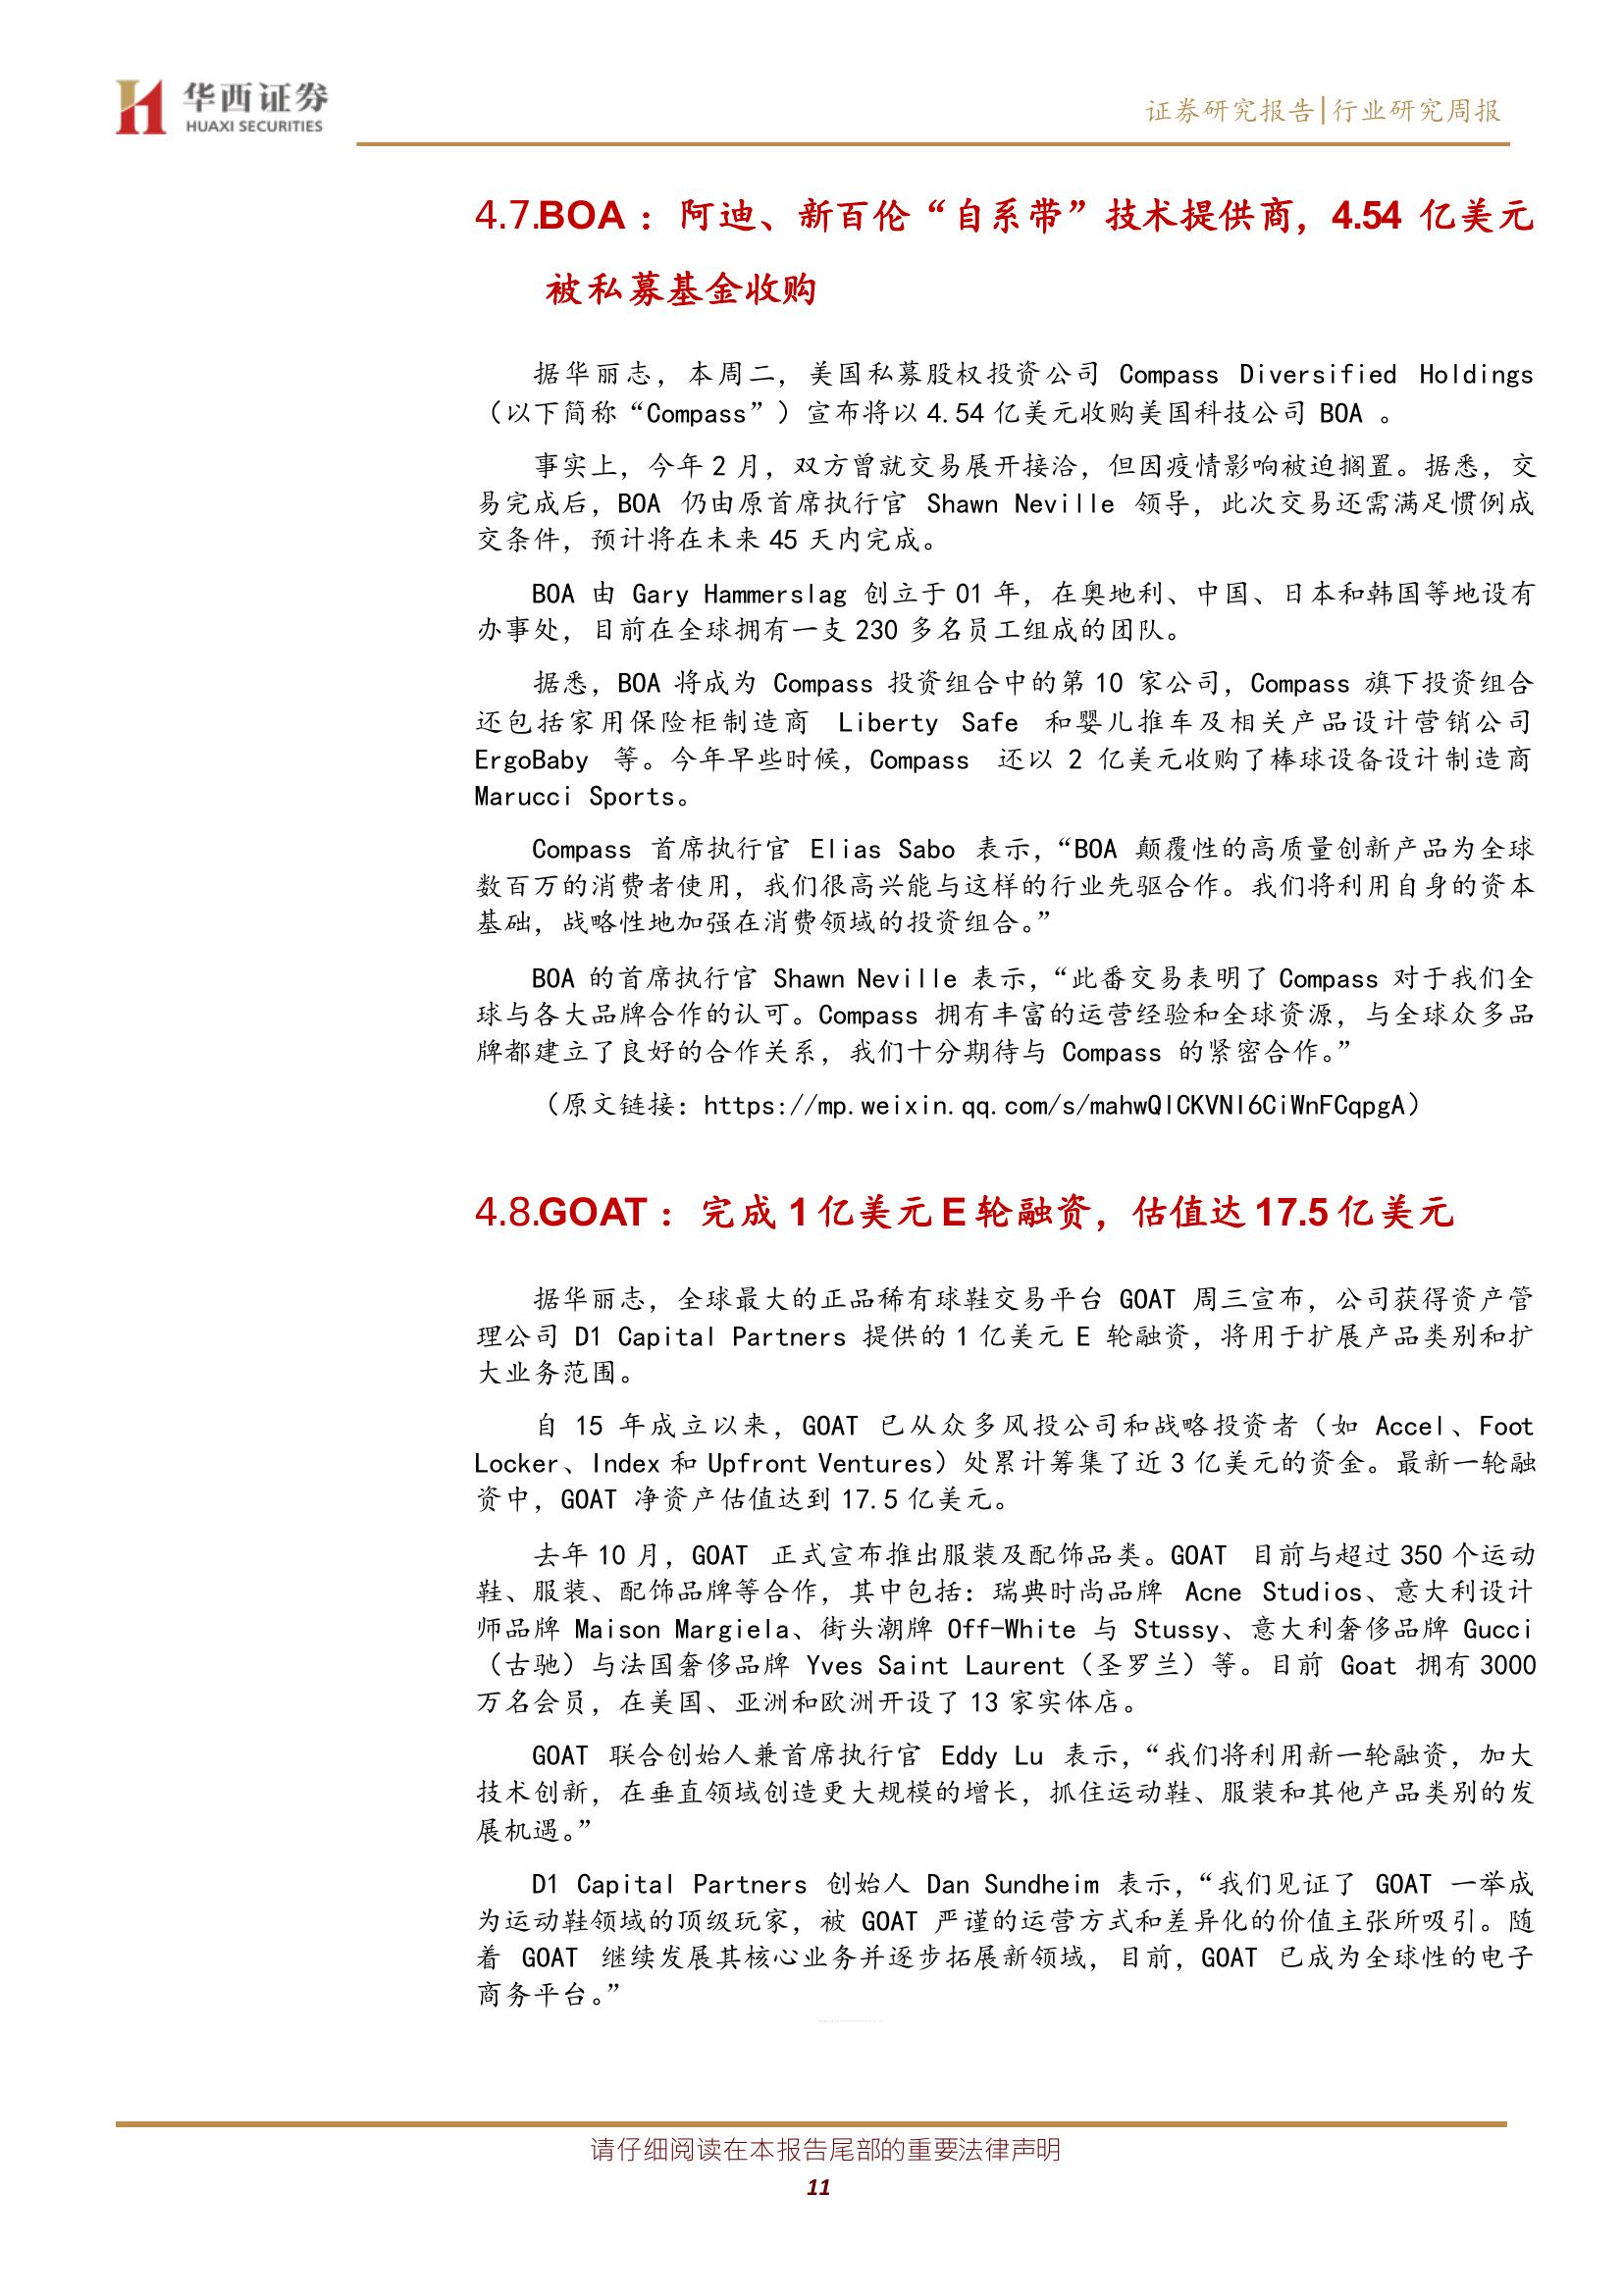 华西证券
HUAXI SECURITIES
证券研究报告|行业研究周报
4.7.BOA：阿迪、新百伦“自系带”技术提供商，4.54 亿美元
被私募基金收购
据华丽志，本周二，美国私募股权投资公司 Compass Diversified Holdings
（以下简称“Compass”）宣布将以 4.54 亿美元收购美国科技公司 BOA 。
事实上，今年 2 月，双方曾就交易展开接洽，但因疫情影响被迫搁置。据悉，交
易完成后，BOA 仍由原首席执行官 Shawn Neville 领导，此次交易还需满足惯例成
交条件，预计将在未来 45 天内完成。
BOA 由 Gary Hammerslag 创立于 01 年，在奥地利、中国、日本和韩国等地设有
办事处，目前在全球拥有一支 230 多名员工组成的团队。
据悉，BOA 将成为 Compass 投资组合中的第 10 家公司，Compass 旗下投资组合
还包括家用保险柜制造商 Liberty Safe 和婴儿推车及相关产品设计营销公司
ErgoBaby 等。今年早些时候，Compass 还以 2 亿美元收购了棒球设备设计制造商
Marucci Sports。
Compass 首席执行官 Elias Sabo 表示，“BOA 颠覆性的高质量创新产品为全球
数百万的消费者使用，我们很高兴能与这样的行业先驱合作。我们将利用自身的资本
基础，战略性地加强在消费领域的投资组合。”
BOA 的首席执行官 Shawn Neville 表示，“此番交易表明了 Compass 对于我们全
球与各大品牌合作的认可。Compass 拥有丰富的运营经验和全球资源，与全球众多品
牌都建立了良好的合作关系，我们十分期待与 Compass 的紧密合作。”
（原文链接：https://mp.weixin.qq.com/s/mahwQlCKVNI6CiWnFCqpgA）
4.8.GOAT：完成 1 亿美元 E 轮融资，估值达 17.5 亿美元
据华丽志，全球最大的正品稀有球鞋交易平台 GOAT 周三宣布，公司获得资产管
理公司 D1 Capital Partners 提供的 1 亿美元 E 轮融资，将用于扩展产品类别和扩
大业务范围。
自 15 年成立以来，GOAT 已从众多风投公司和战略投资者（如 Accel、Foot
Locker、Index 和 Upfront Ventures）处累计筹集了近 3 亿美元的资金。最新一轮融
资中，GOAT 净资产估值达到 17.5 亿美元。
去年 10 月，GOAT 正式宣布推出服装及配饰品类。GOAT 目前与超过 350 个运动
鞋、服装、配饰品牌等合作，其中包括：瑞典时尚品牌 Acne Studios、意大利设计
师品牌 Maison Margiela、街头潮牌 Off-White 与 Stussy、意大利奢侈品牌 Gucci
（古驰）与法国奢侈品牌 Yves Saint Laurent（圣罗兰）等。目前 Goat 拥有 3000
万名会员，在美国、亚洲和欧洲开设了 13 家实体店。
GOAT 联合创始人兼首席执行官 Eddy Lu 表示，“我们将利用新一轮融资，加大
技术创新，在垂直领域创造更大规模的增长，抓住运动鞋、服装和其他产品类别的发
展机遇。”
D1 Capital Partners 创始人 Dan Sundheim 表示，“我们见证了 GOAT 一举成
为运动鞋领域的顶级玩家，被 GOAT 严谨的运营方式和差异化的价值主张所吸引。随
着 GOAT 继续发展其核心业务并逐步拓展新领域，目前，GOAT 已成为全球性的电子
商务平台。”
请仔细阅读在本报告尾部的重要法律声明
11